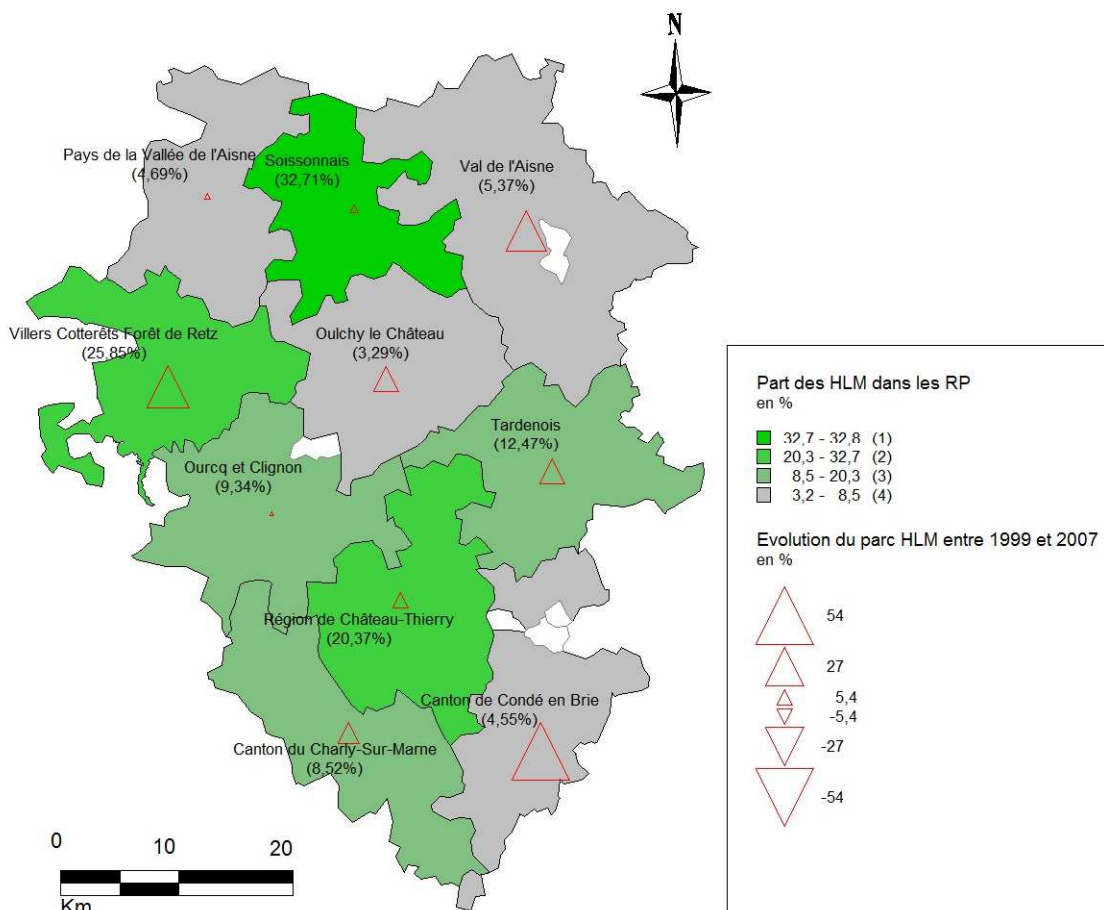 N
Pays de la Vallée de l'Aisne
(4,69%)
Soissonnais
(32,71%)
Val de l'Aisne
(5,37%)
Villers Cotterêts Forêt de Retz
(25,85%)
Oulchy le Château
(3,29%)
Tardenois
(12,47%)
Ourcq et Clignon
(9,34%)
Région de Château-Thierry
(20,37%)
Canton de Condé en Brie
(4,55%)
Canton du Charly-Sur-Marne
(8,52%)
0 10 20
Km
Part des HLM dans les RP
en %
32,7 - 32,8 (1)
20,3 - 32,7 (2)
8,5 - 20,3 (3)
3,2 - 8,5 (4)
Evolution du parc HLM entre 1999 et 2007
en %
54
27
5,4
-5,4
-27
-54